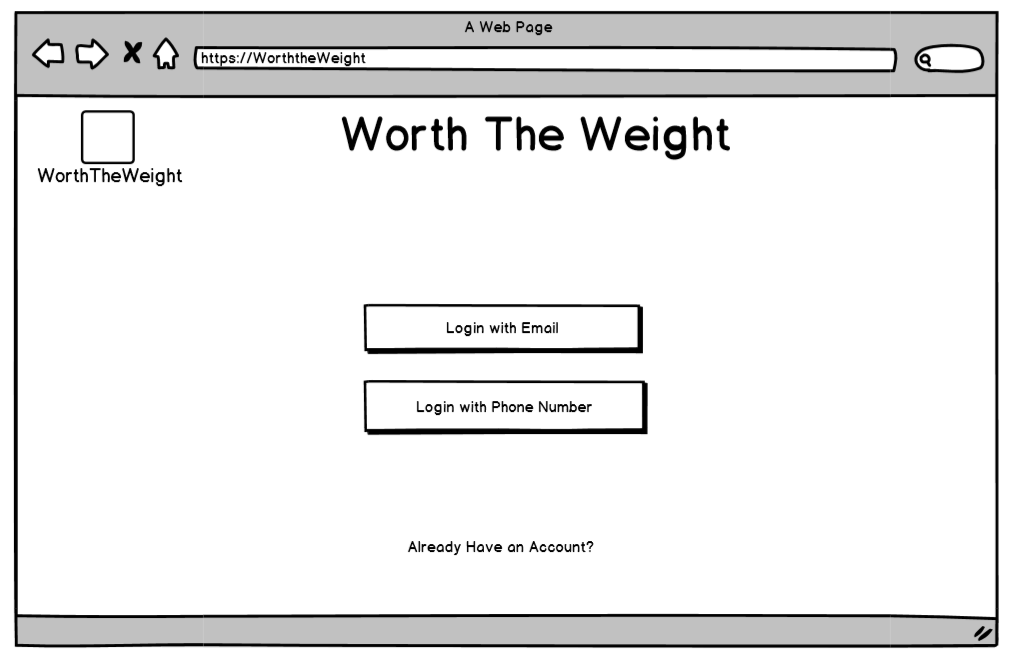 A Web Page
https://WorththeWeight
Worth The Weight
WorthTheWeight
Login with Email
Login with Phone Number
Already Have an Account?